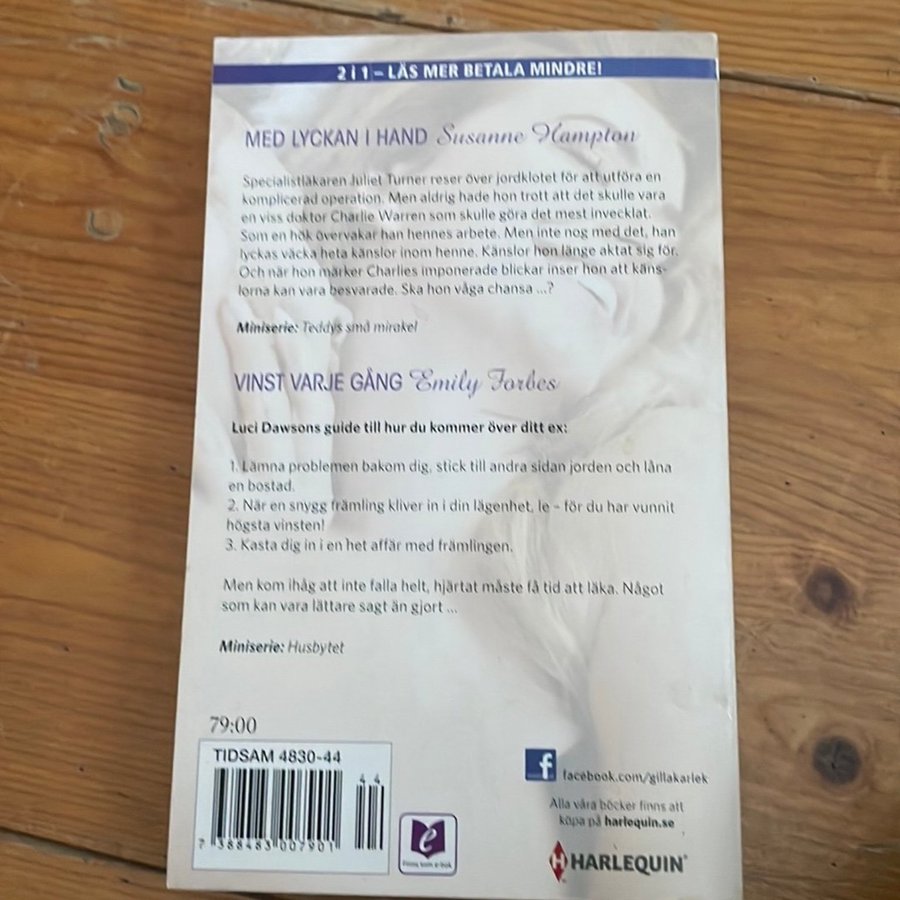 2 i 1 – LÄS MER BETALA MINDRE!
MED LYCKAN I HAND Susanne Hampton
Specialistläkaren Juliet Turner reser över jordklotet för att utföra en
komplicerad operation. Men aldrig hade hon trott att det skulle vara
en viss doktor Charlie Warren som skulle göra det mest invecklat.
Som en hök övervakar han hennes arbete. Men inte nog med det, han
lyckas väcka heta känslor inom henne. Känslor hon länge aktat sig för.
Och när hon märker Charlies imponerade blickar inser hon att käns-
lorna kan vara besvarade. Ska hon våga chansa ...?
Miniserie: Teddys små mirakel
VINST VARJE GÅNG Emily Forbes
Luci Dawsons guide till hur du kommer över ditt ex:
1. Lämna problemen bakom dig, stick till andra sidan jorden och låna
en bostad.
2. När en snygg främling kliver in i din lägenhet, le – för du har vunnit
högsta vinsten!
3. Kasta dig in i en het affär med främlingen.
Men kom ihåg att inte falla helt, hjärtat måste få tid att läka. Något
som kan vara lättare sagt än gjort ...
Miniserie: Husbytet
79:00
TIDSAM 4830-44
4 4
7 388483 007901
e
Finns som e-bok
f facebook.com/gillakarlek
Alla våra böcker finns att
köpa på harlequin.se
H HARLEQUIN®